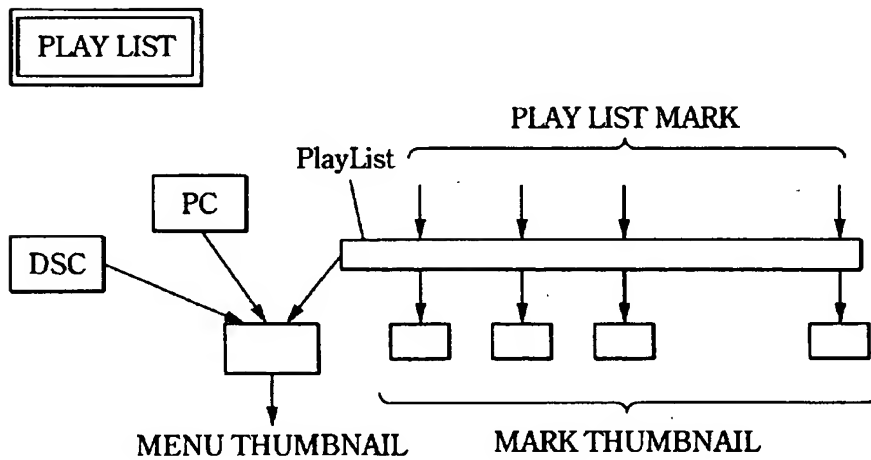 PLAY LIST
PLAY LIST MARK
PlayList
PC
DSC
MENU THUMBNAIL
MARK THUMBNAIL